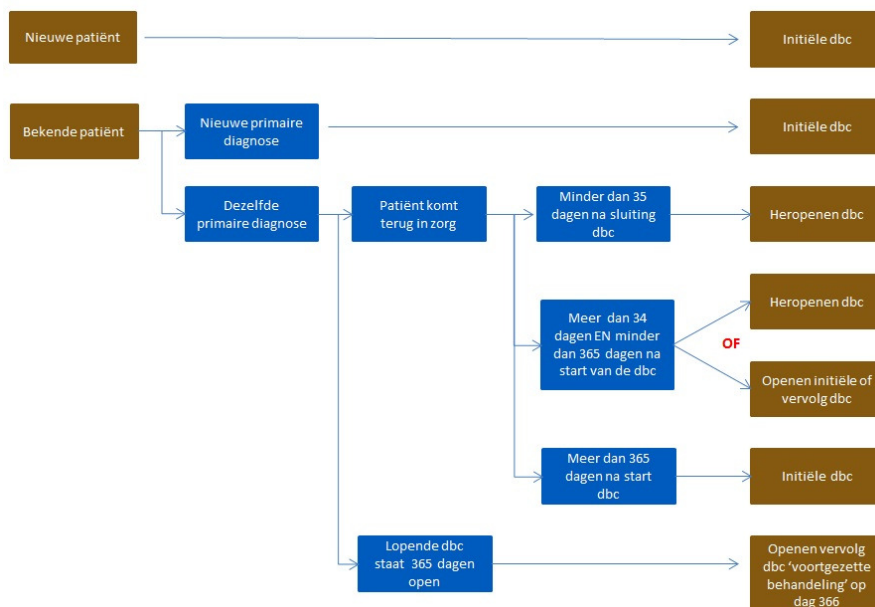 Nieuwe patiënt
Initiële dbc
Bekende patiënt
Nieuwe primaire
diagnose
Initiële dbc
Dezelfde
primaire diagnose
Patiënt komt
terug in zorg
Minder dan 35
dagen na sluiting
dbc
Heropenen dbc
Meer dan 34
dagen EN minder
dan 365 dagen na
start van de dbc
Heropenen dbc
OF
Openen initiële of
vervolg dbc
Meer dan 365
dagen na start
dbc
Initiële dbc
Lopende dbc
staat 365 dagen
open
Openen vervolg
dbc ‘voortgezette
behandeling’ op
dag 366